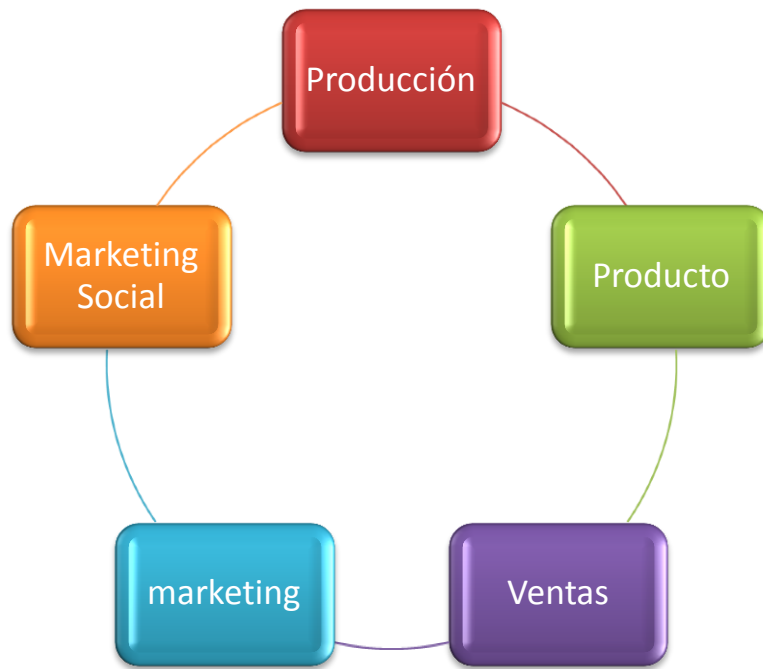 Producción
Producto
Ventas
marketing
Marketing
Social